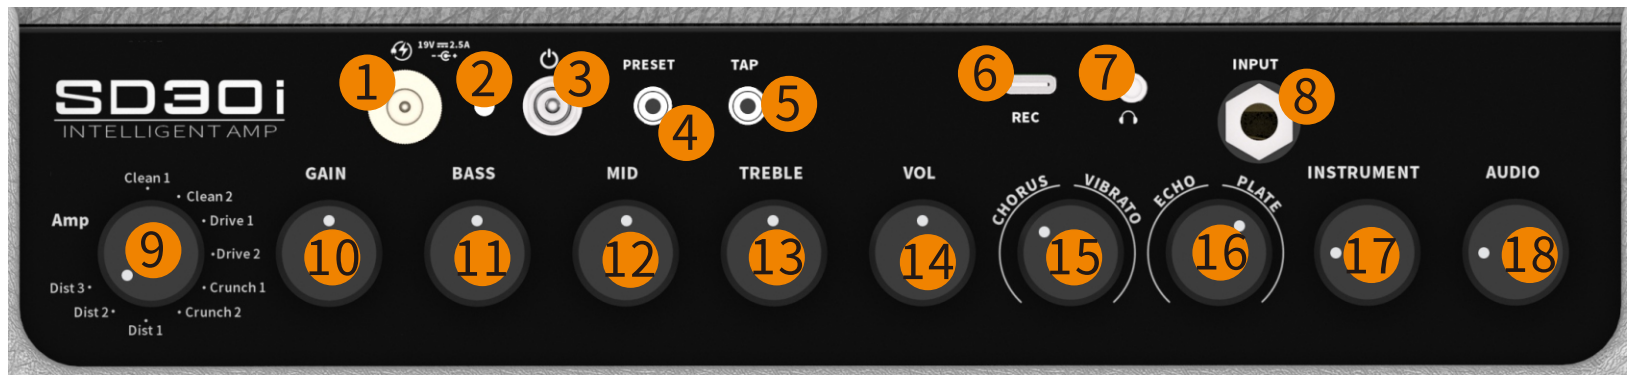 19V 2.5A
1
2
3
PRESET
4
TAP
5
6
REC
7
INPUT
8
SD30i
INTELLIGENT AMP
Clean 1
Clean 2
Amp
Drive 1
Drive 2
Crunch 1
Crunch 2
Dist 1
Dist 2
Dist 3
9
GAIN
10
BASS
11
MID
12
TREBLE
13
VOL
14
CHORUS
VIBRATO
15
ECHO
PLATE
16
INSTRUMENT
17
AUDIO
18